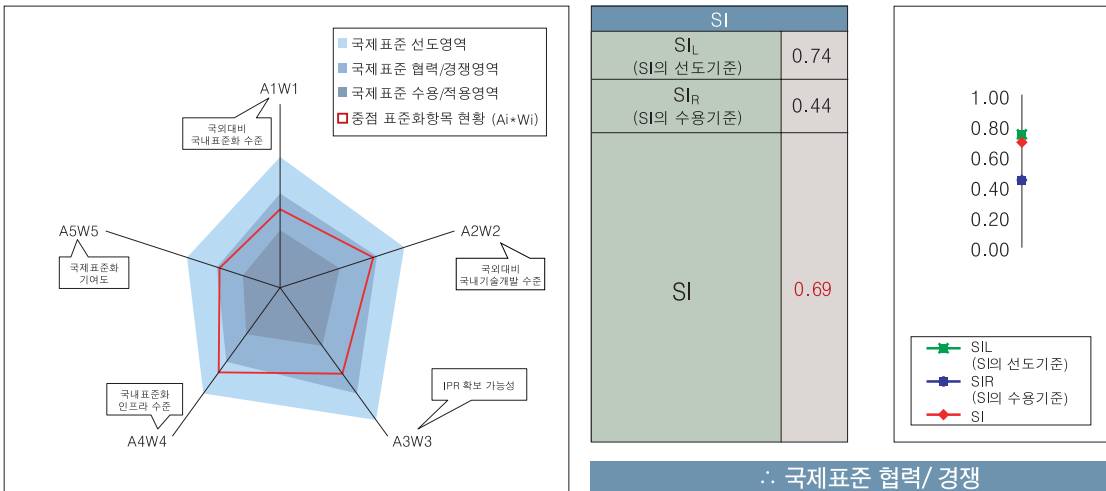 국제표준 선도영역
국제표준 협력/경쟁영역
국제표준 수용/적용영역
중점 표준화항목 현황 (Ai*Wi)
A1W1
국외대비
국내표준화 수준
A2W2
국외대비
국내기술개발 수준
IPR 확보 가능성
A3W3
국내표준화
인프라 수준
A4W4
A5W5
국제표준화
기여도
SI
SIL
(SI의 선도기준)
0.74
SIR
(SI의 수용기준)
0.44
SI
0.69
1.00
0.80
0.60
0.40
0.20
0.00
SIL
(SI의 선도기준)
SIR
(SI의 수용기준)
SI
∴ 국제표준 협력/ 경쟁